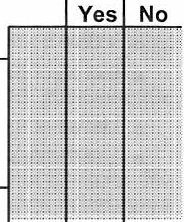 Yes No